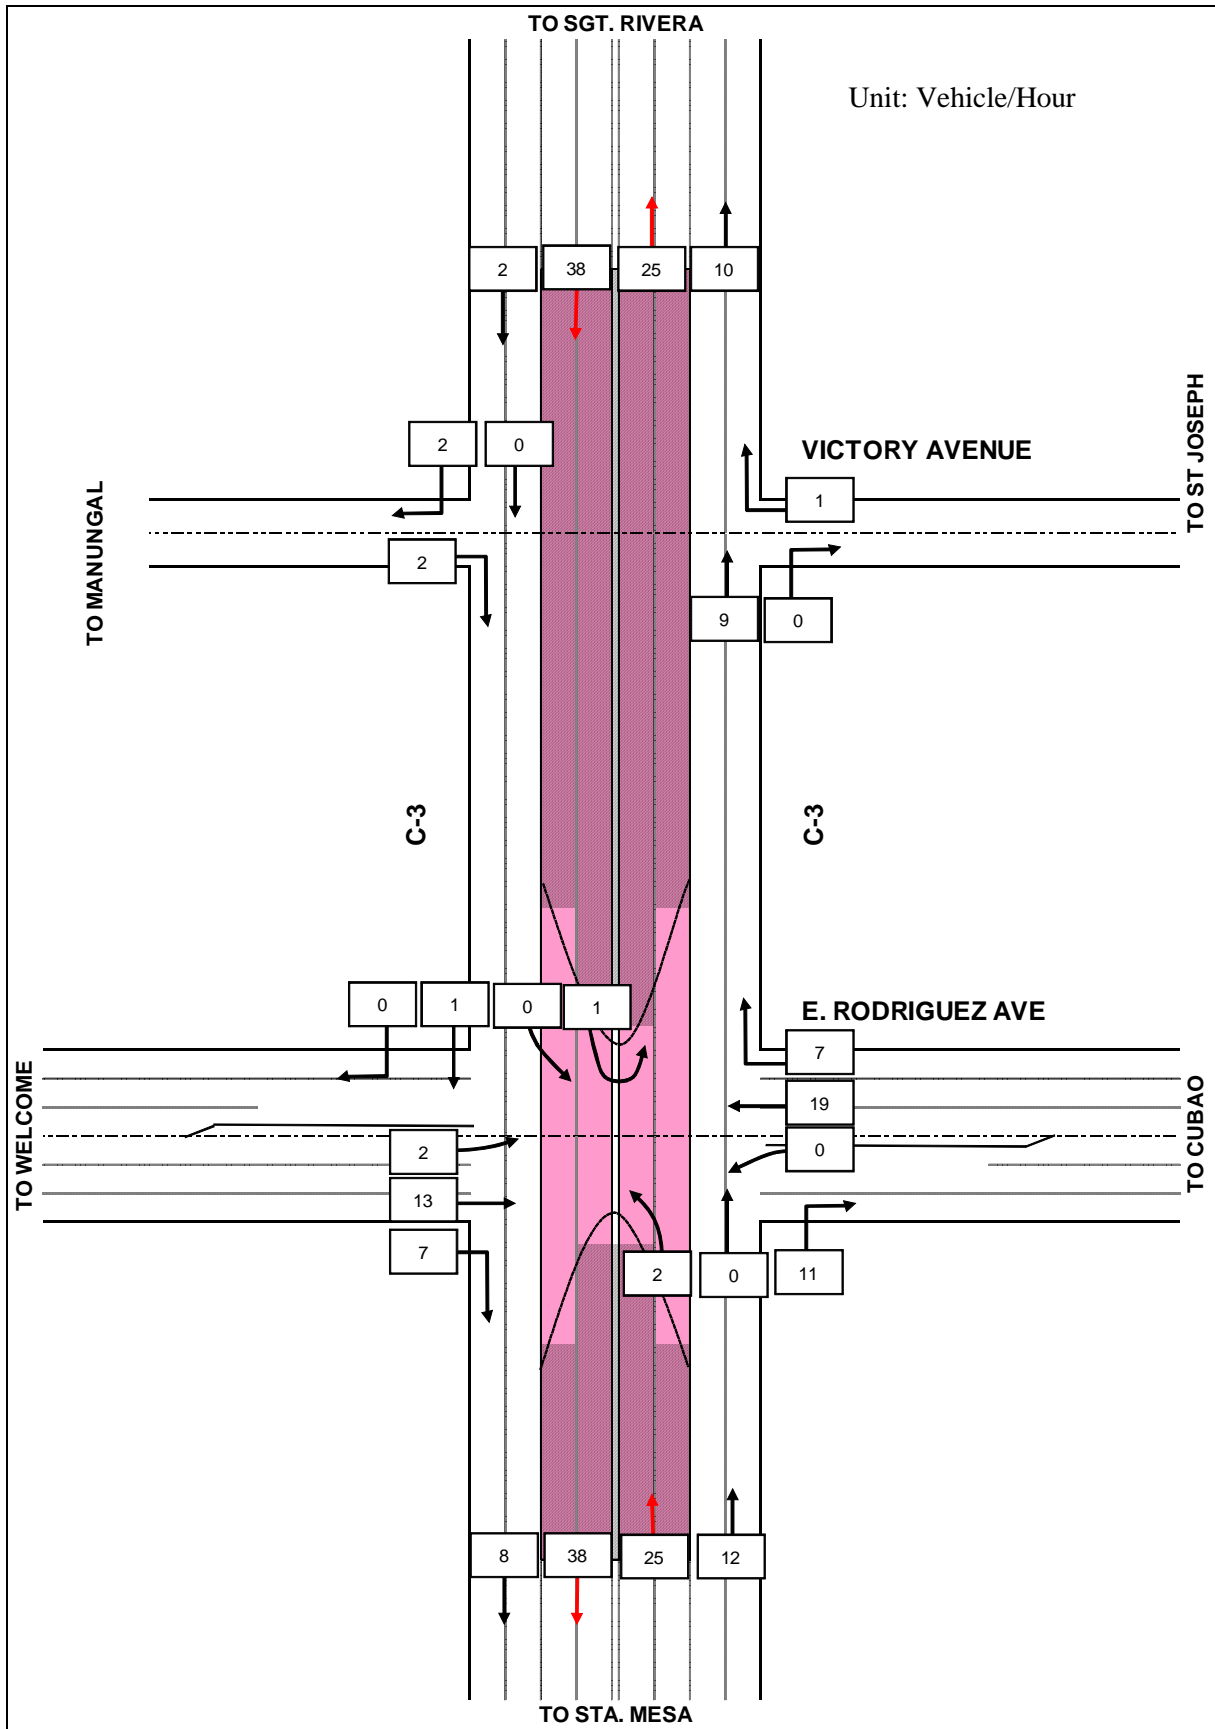 TO SGT. RIVERA
Unit: Vehicle/Hour
2 38 25 10
2 0
VICTORY AVENUE
1
TO ST JOSEPH
TO MANUNGAL
2
9 0
C-3
C-3
0 1 0 1
E. RODRIGUEZ AVE
7
19
0
TO WELCOME
TO CUBAO
2
13
7
2 0 11
8 38 25 12
TO STA. MESA